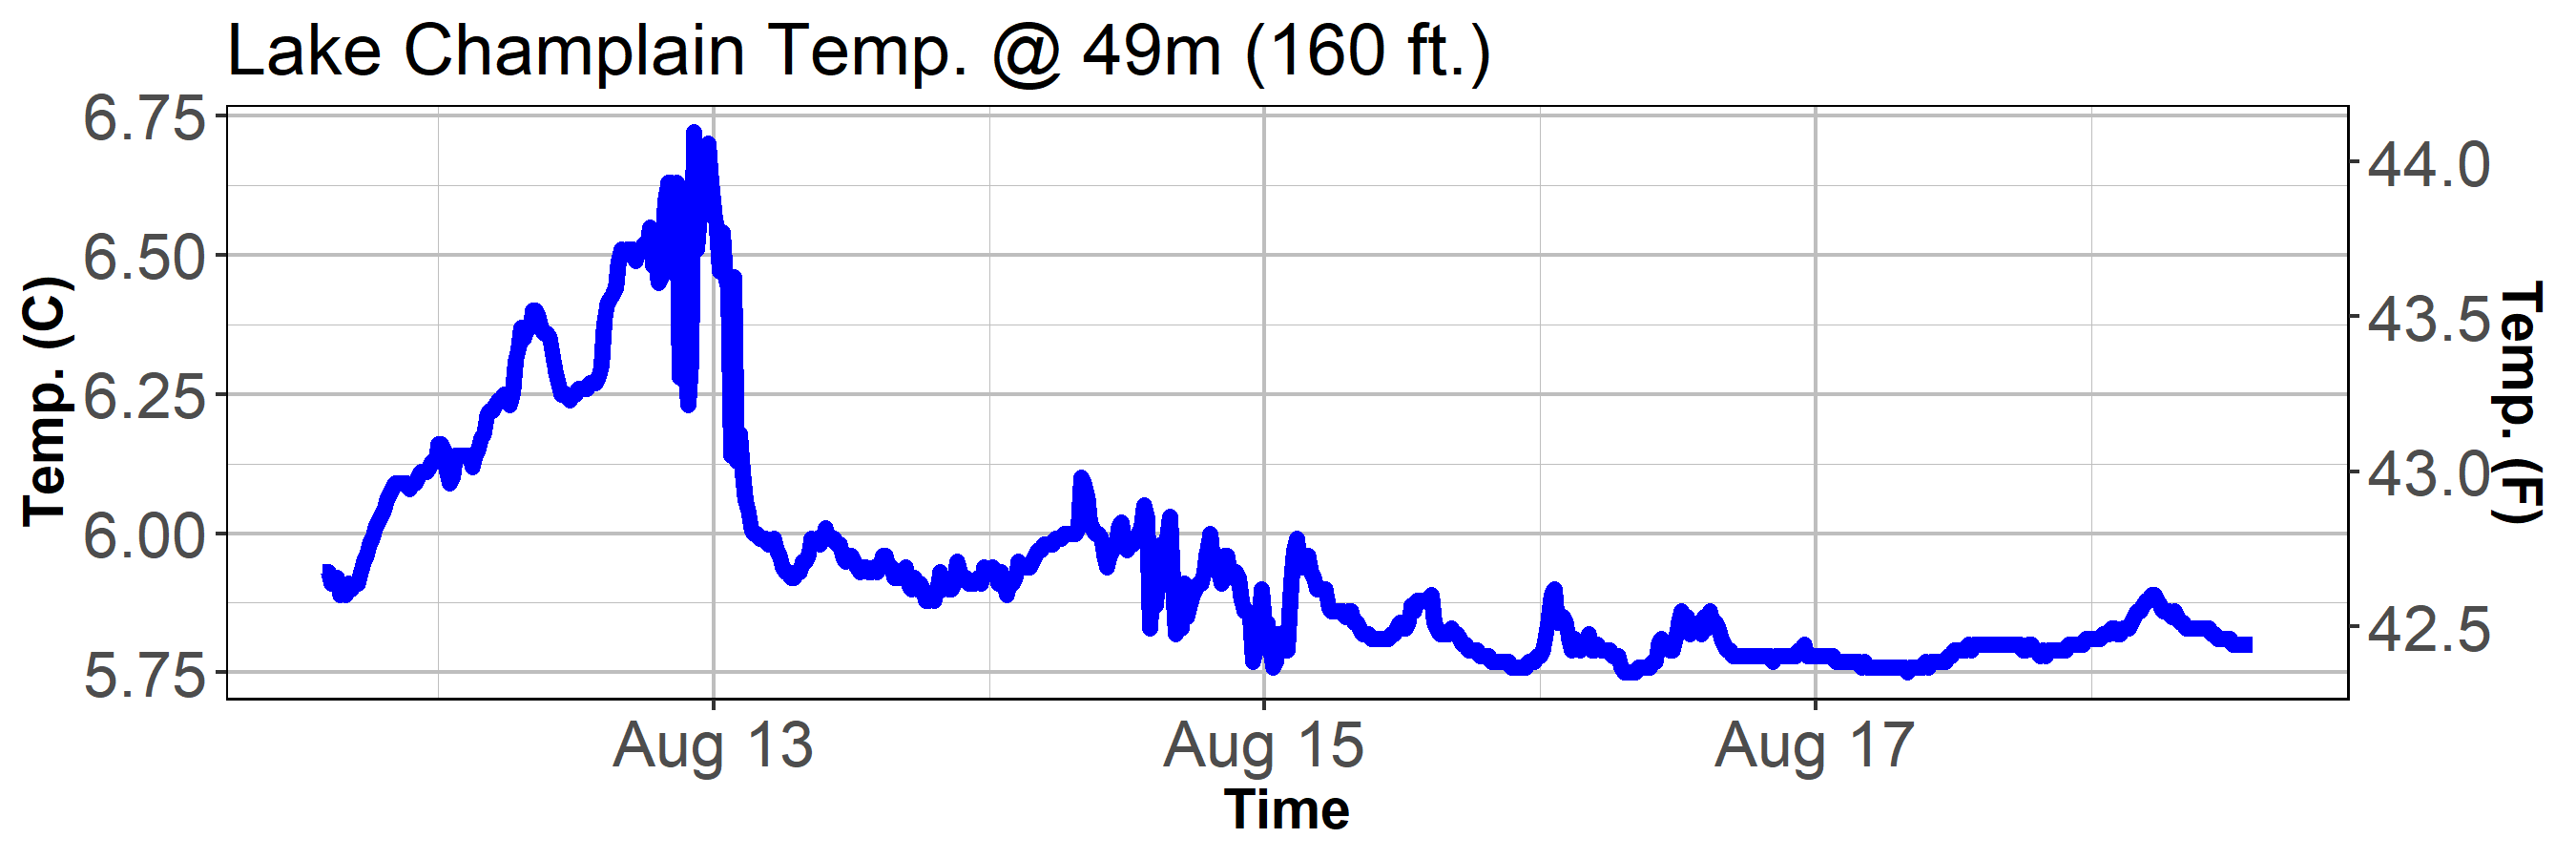 Lake Champlain Temp. @ 49m (160 ft.)
6.75
6.50
6.25
6.00
5.75
Temp. (C)
44.0
43.5
43.0
42.5
Temp. (F)
Aug 13
Aug 15
Aug 17
Time